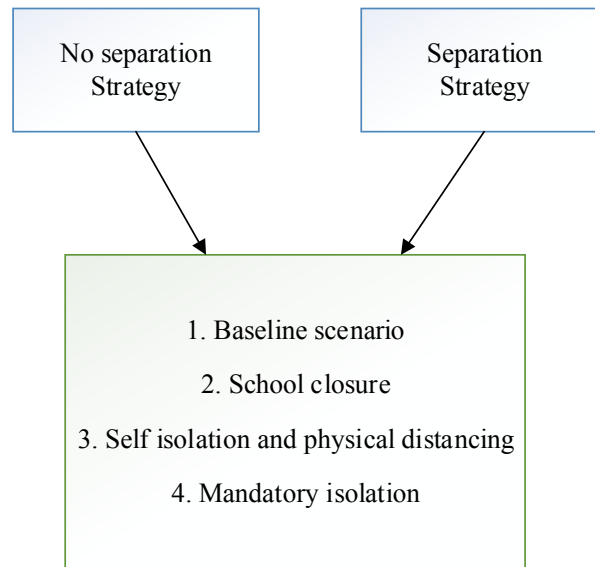 No separation
Strategy
Separation
Strategy
1. Baseline scenario
2. School closure
3. Self isolation and physical distancing
4. Mandatory isolation